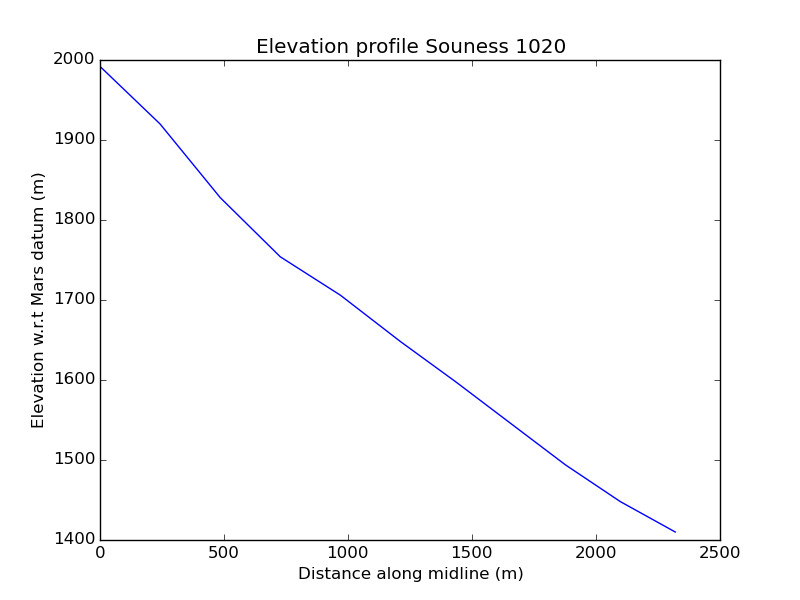 Elevation profile Souness 1020
Elevation w.r.t Mars datum (m)
2000
1900
1800
1700
1600
1500
1400
0 500 1000 1500 2000 2500
Distance along midline (m)